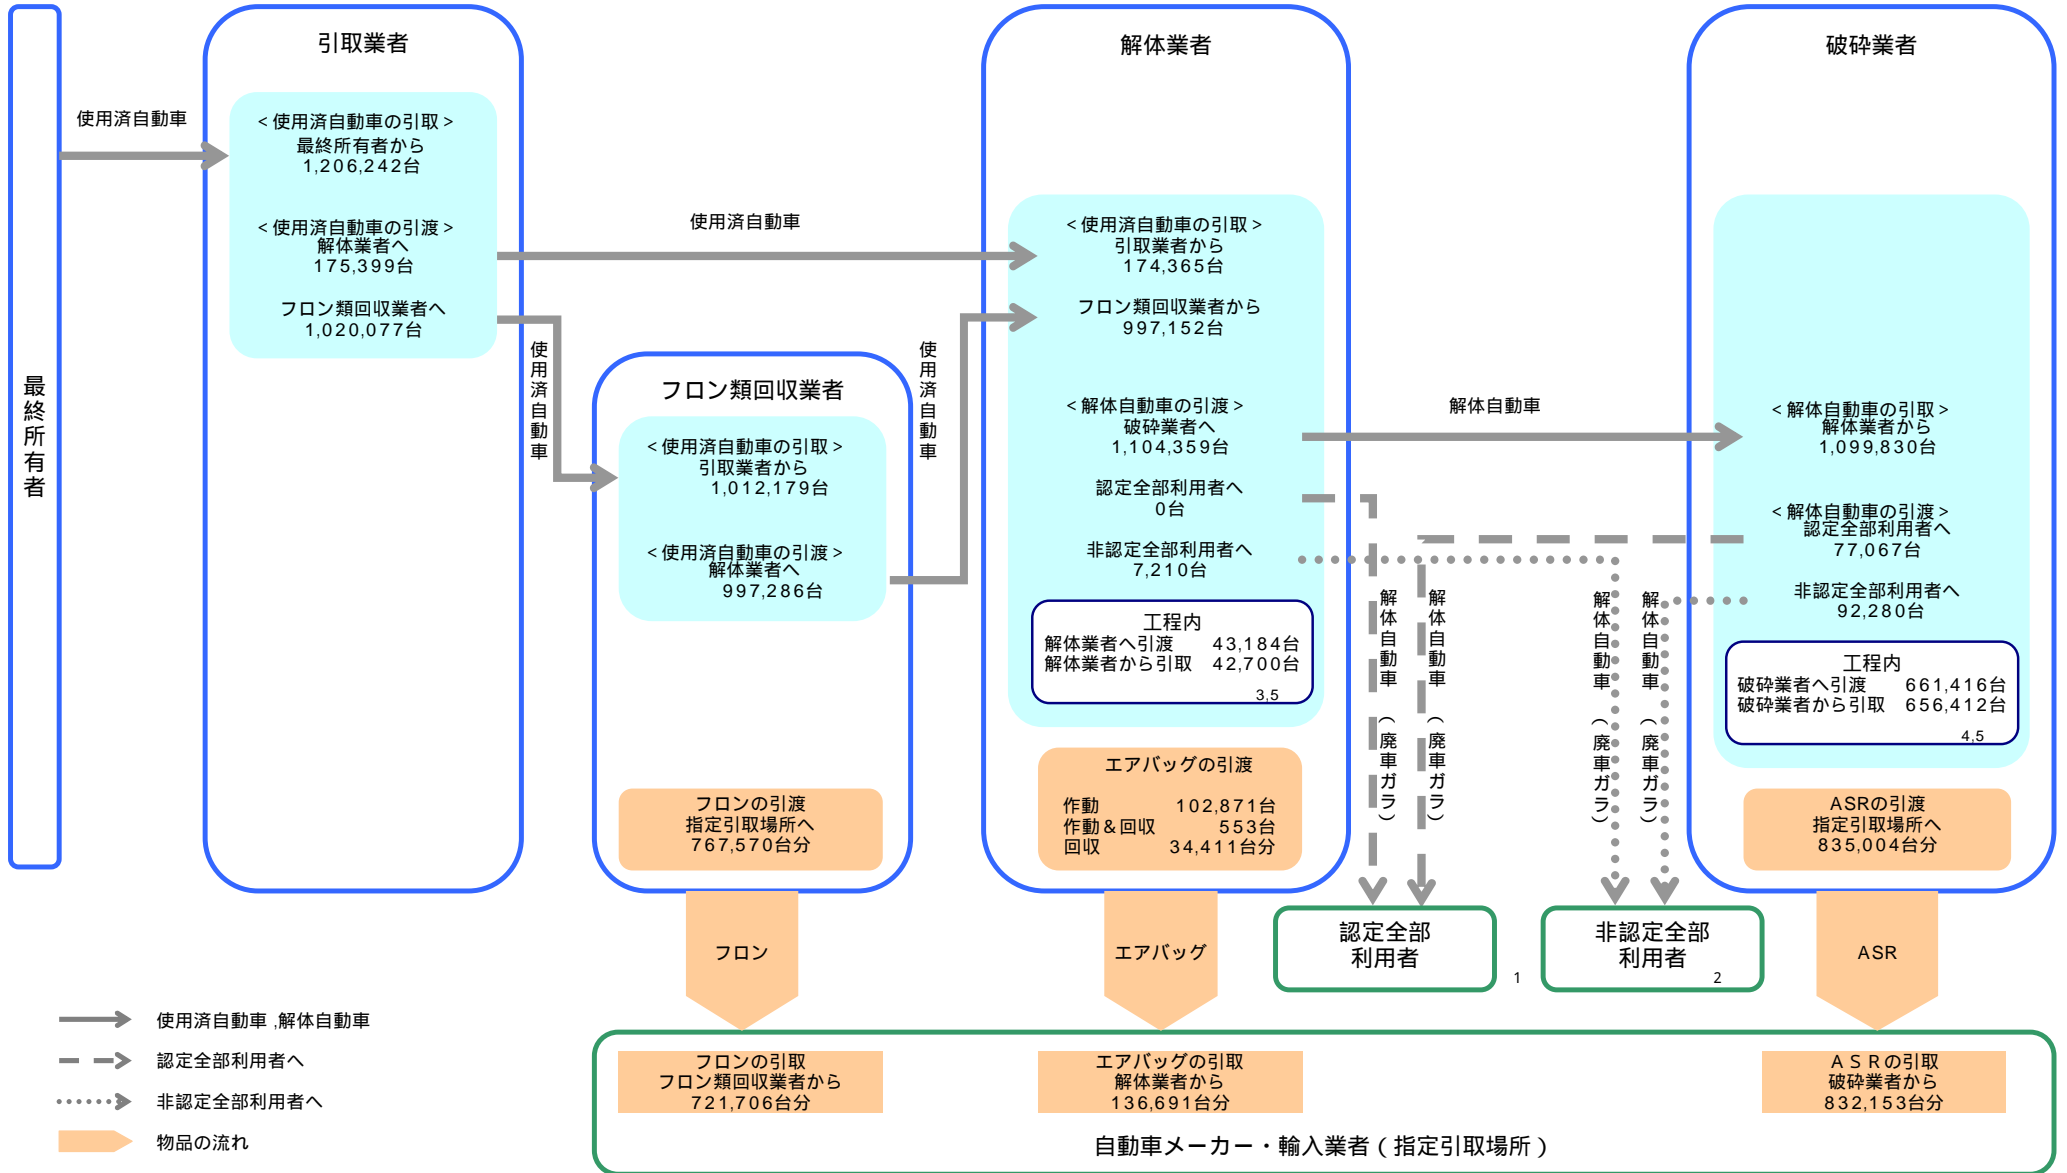 最終所有者
使用済自動車
引取業者
<使用済自動車の引取>
最終所有者から
1,206,242台
<使用済自動車の引渡>
解体業者へ
175,399台
フロン類回収業者へ
1,020,077台
使用済自動車
使用済自動車
フロン類回収業者
<使用済自動車の引取>
引取業者から
1,012,179台
<使用済自動車の引渡>
解体業者へ
997,286台
フロンの引渡
指定引取場所へ
767,570台分
使用済自動車
解体業者
<使用済自動車の引取>
引取業者から
174,365台
フロン類回収業者から
997,152台
<解体自動車の引渡>
破砕業者へ
1,104,359台
認定全部利用者へ
0台
非認定全部利用者へ
7,210台
工程内
解体業者へ引渡 43,184台
解体業者から引取 42,700台
3,5
エアバッグの引渡
作動 102,871台
作動&回収 553台
回収 34,411台分
解体自動車
解体自動車(廃車ガラ)
解体自動車(廃車ガラ)
解体自動車(廃車ガラ)
解体自動車(廃車ガラ)
破砕業者
<解体自動車の引取>
解体業者から
1,099,830台
<解体自動車の引渡>
認定全部利用者へ
77,067台
非認定全部利用者へ
92,280台
工程内
破砕業者へ引渡 661,416台
破砕業者から引取 656,412台
4,5
ASRの引渡
指定引取場所へ
835,004台分
フロン
エアバッグ
認定全部
利用者
1
非認定全部
利用者
2
ASR
使用済自動車,解体自動車
認定全部利用者へ
非認定全部利用者へ
物品の流れ
フロンの引取
フロン類回収業者から
721,706台分
エアバッグの引取
解体業者から
136,691台分
ASRの引取
破砕業者から
832,153台分
自動車メーカー・輸入業者(指定引取場所)